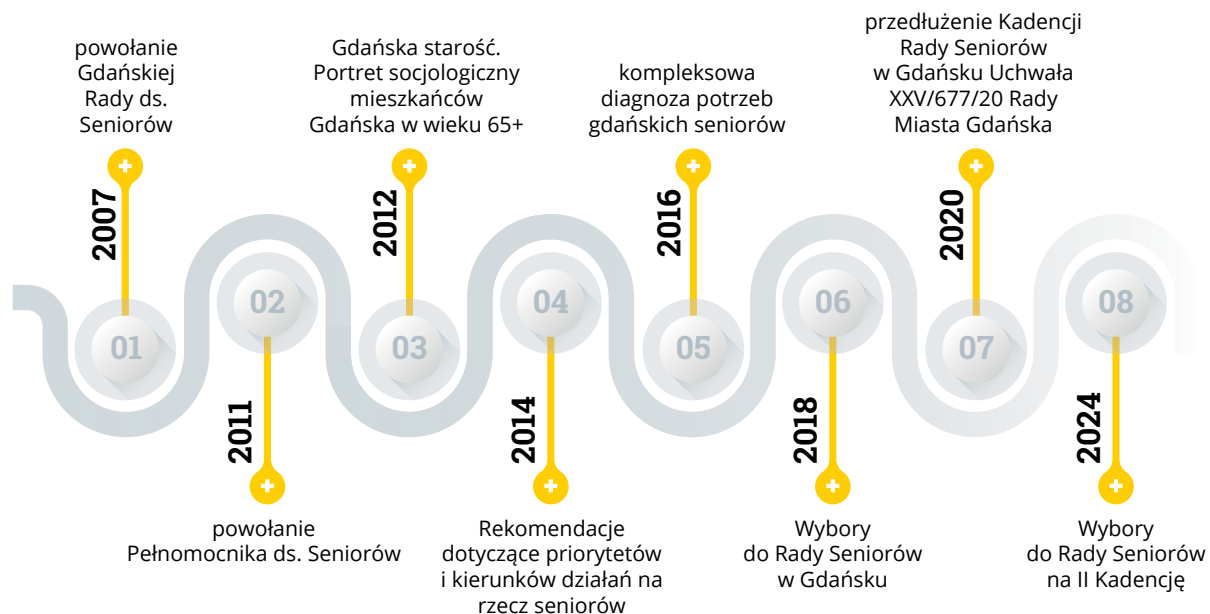 powołanie
Gdańskiej
Rady ds.
Seniorów
2007
01
02
2011
powołanie
Pełnomocnika ds. Seniorów
Gdańska starość.
Portret socjologiczny
mieszkańców
Gdańska w wieku 65+
2012
03
04
2014
Rekomendacje
dotyczące priorytetów
i kierunków działań na
rzecz seniorów
kompleksowa
diagnoza potrzeb
gdańskich seniorów
2016
05
06
2018
Wybory
do Rady Seniorów
w Gdańsku
przedłużenie Kadencji
Rady Seniorów
w Gdańsku Uchwała
XXV/677/20 Rady
Miasta Gdańska
2020
07
08
2024
Wybory
do Rady Seniorów
na II Kadencję